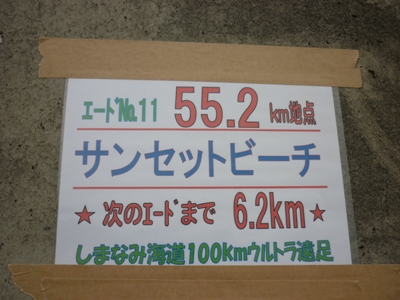 ｴｰﾄﾞNo.11 55.2 km地点
サンセットビーチ
★ 次のｴｰﾄﾞまで 6.2km ★
しまなみ海道100Kmウルトラ遠足